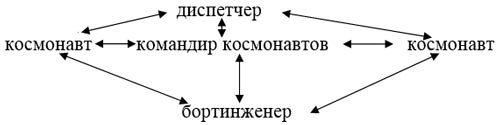 диспетчер
космонавт командир космонавтов космонавт
бортинженер